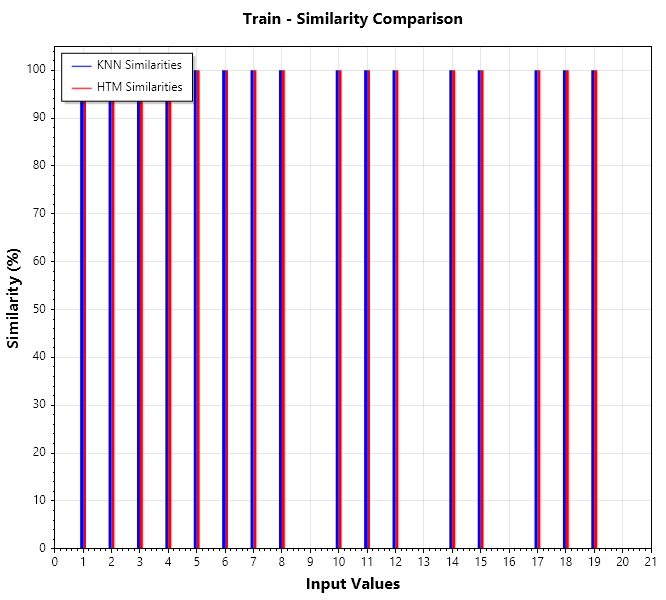 Train - Similarity Comparison
KNN Similarities
HTM Similarities
100
90
80
70
60
50
40
30
20
10
0
Similarity (%)
0 1 2 3 4 5 6 7 8 9 10 11 12 13 14 15 16 17 18 19 20 21
Input Values